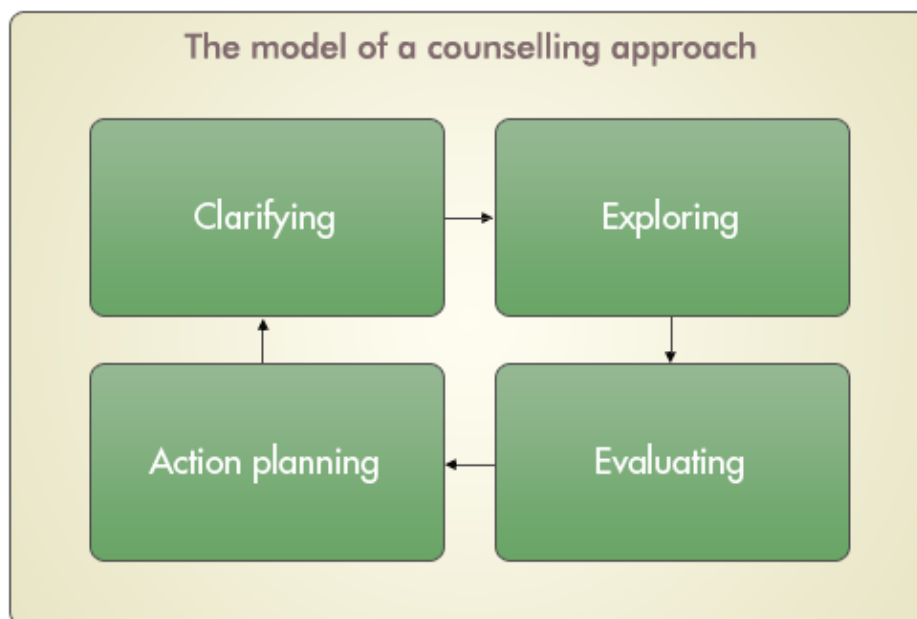 The model of a counselling approach
Clarifying
Exploring
Action planning
Evaluating